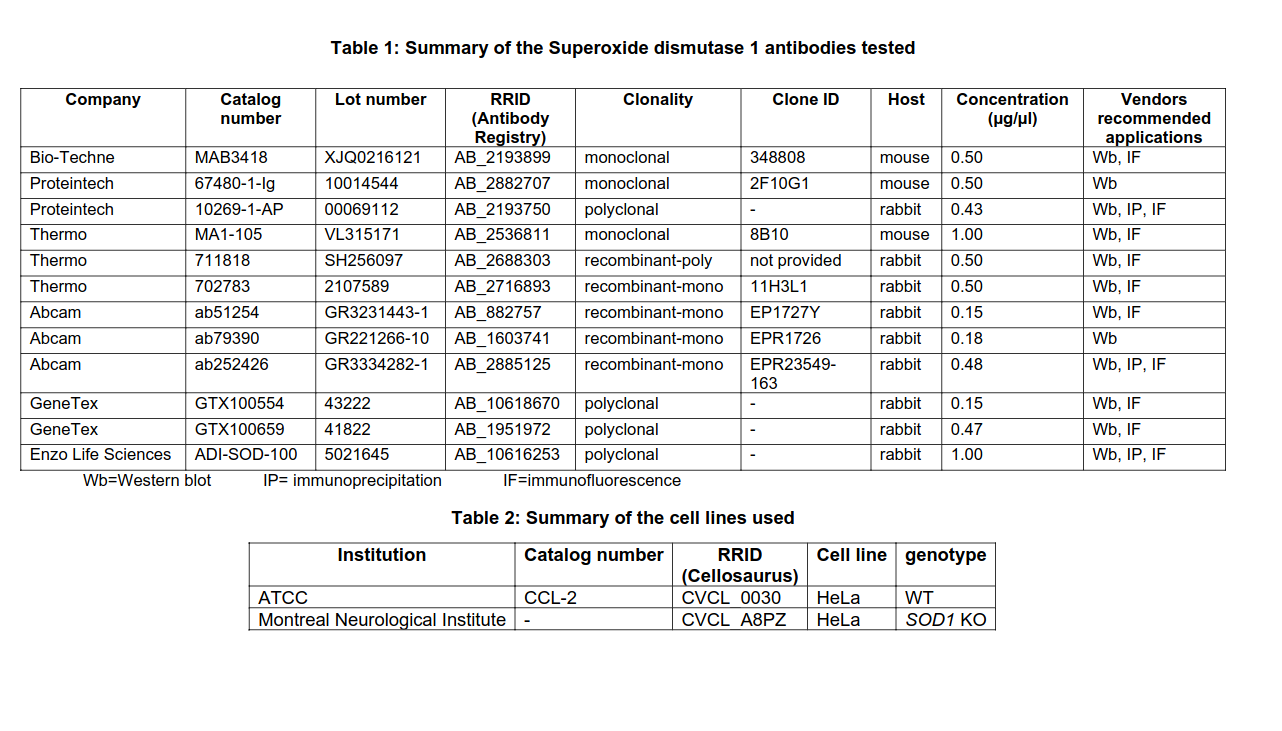 Table 1: Summary of the Superoxide dismutase 1 antibodies tested
Company Catalog number Lot number RRID (Antibody Registry) Clonality Clone ID Host Concentration (µg/µl) Vendors recommended applications
Bio-Techne MAB3418 XJQ0216121 AB_2193899 monoclonal 348808 mouse 0.50 Wb, IF
Proteintech 67480-1-Ig 10014544 AB_2882707 monoclonal 2F10G1 mouse 0.50 Wb
Proteintech 10269-1-AP 00069112 AB_2193750 polyclonal - rabbit 0.43 Wb, IP, IF
Thermo MA1-105 VL315171 AB_2536811 monoclonal 8B10 mouse 1.00 Wb, IF
Thermo 711818 SH256097 AB_2688303 recombinant-poly not provided rabbit 0.50 Wb, IF
Thermo 702783 2107589 AB_2716893 recombinant-mono 11H3L1 rabbit 0.50 Wb, IF
Abcam ab51254 GR3231443-1 AB_882757 recombinant-mono EP1727Y rabbit 0.15 Wb, IF
Abcam ab79390 GR221266-10 AB_1603741 recombinant-mono EPR1726 rabbit 0.18 Wb
Abcam ab252426 GR3334282-1 AB_2885125 recombinant-mono EPR23549-163 rabbit 0.48 Wb, IP, IF
GeneTex GTX100554 43222 AB_10618670 polyclonal - rabbit 0.15 Wb, IF
GeneTex GTX100659 41822 AB_1951972 polyclonal - rabbit 0.47 Wb, IF
Enzo Life Sciences ADI-SOD-100 5021645 AB_10616253 polyclonal - rabbit 1.00 Wb, IP, IF
Wb=Western blot IP= immunoprecipitation IF=immunofluorescence
Table 2: Summary of the cell lines used
Institution Catalog number RRID (Cellosaurus) Cell line genotype
ATCC CCL-2 CVCL_0030 HeLa WT
Montreal Neurological Institute - CVCL_A8PZ HeLa SOD1 KO